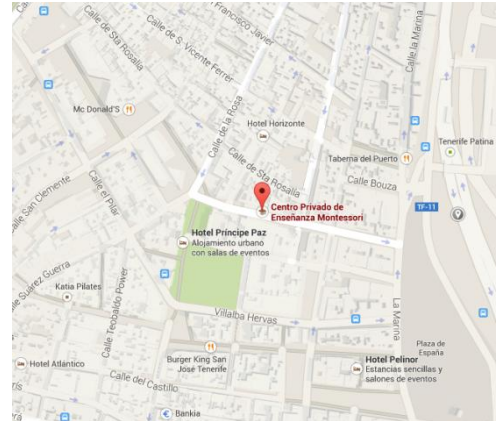 Calle de Sta Rosalia
Francisco Javier
Calle de S. Vicente Ferrer
Calle la Marina
Mc Donald'S
Calle de la Rosa
Hotel Horizonte
Tenerife Patina
Taberna del Puerto
Calle de Sta Rosalia
Calle Bouza
Calle San Clemente
Calle el Pilar
Centro Privado de
Enseñanza Montessori
TF-11
Hotel Príncipe Paz
Alojamiento urbano
con salas de eventos
Calle Suárez Guerra
Katia Pilates
Calle Teobaldo Power
Villalba Hervas
La Marina
Plaza de
España
Burger King San
José Tenerife
Hotel Pelinor
Estancias sencillas y
salones de eventos
Hotel Atlántico
Calle del Castillo
Bankia